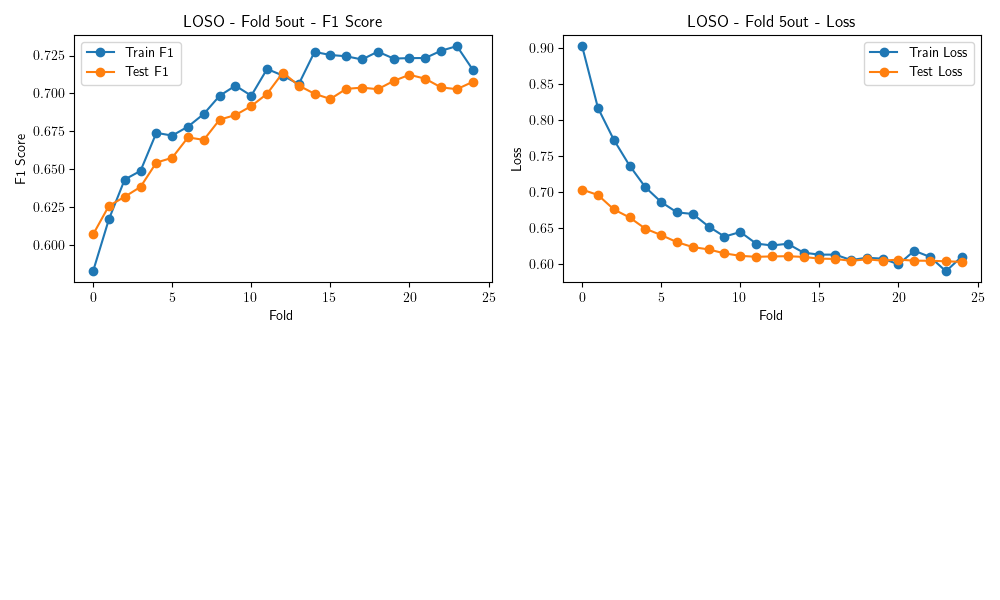 LOSO - Fold 5out - F1 Score
Train F1
Test F1
F1 Score
0.725
0.700
0.675
0.650
0.625
0.600
0 5 10 15 20 25
Fold
LOSO - Fold 5out - Loss
Train Loss
Test Loss
Loss
0.90
0.85
0.80
0.75
0.70
0.65
0.60
0 5 10 15 20 25
Fold